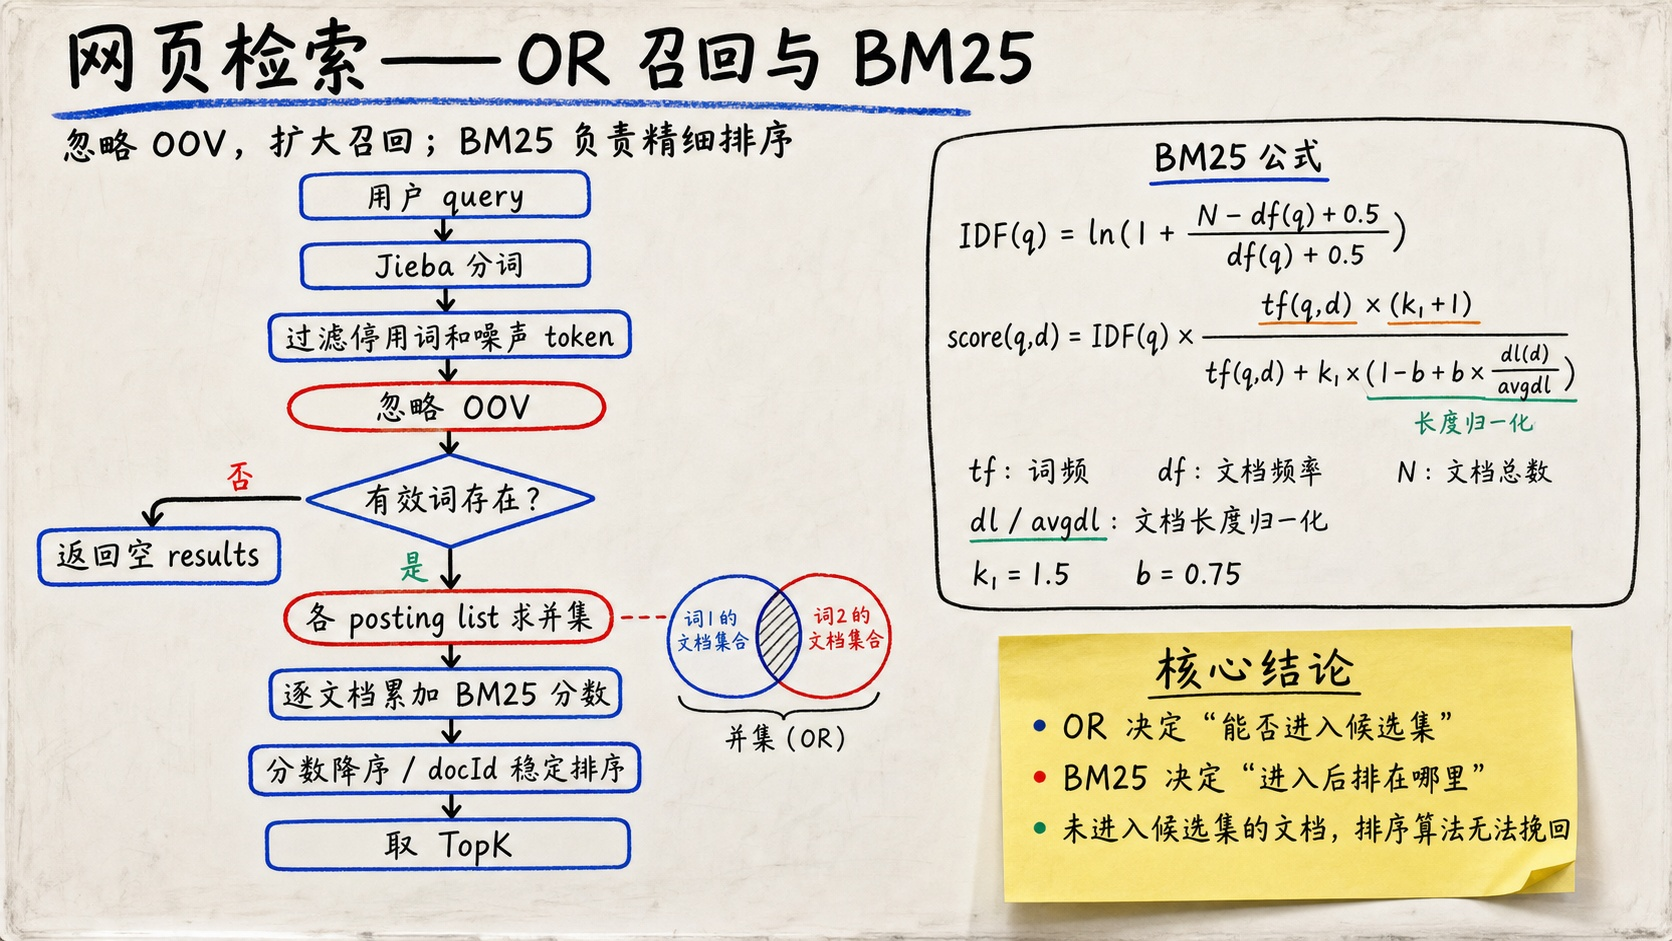 网页检索——OR 召回与 BM25
忽略 OOV，扩大召回；BM25 负责精细排序
用户 query
Jieba 分词
过滤停用词和噪声 token
忽略 OOV
有效词存在？
否
返回空 results
是
各 posting list 求并集
词1的
文档集合
词2的
文档集合
并集 (OR)
逐文档累加 BM25 分数
分数降序 / docId 稳定排序
取 TopK
BM25 公式
IDF(q) = ln(1 + (N - df(q) + 0.5) / (df(q) + 0.5))
score(q,d) = IDF(q) × (tf(q,d) × (k₁+1)) / (tf(q,d) + k₁×(1-b+b× dl(d)/avgdl))
长度归一化
tf：词频 df：文档频率 N：文档总数
dl / avgdl：文档长度归一化
k₁ = 1.5 b = 0.75
核心结论
• OR 决定“能否进入候选集”
• BM25 决定“进入后排在哪里”
• 未进入候选集的文档，排序算法无法挽回